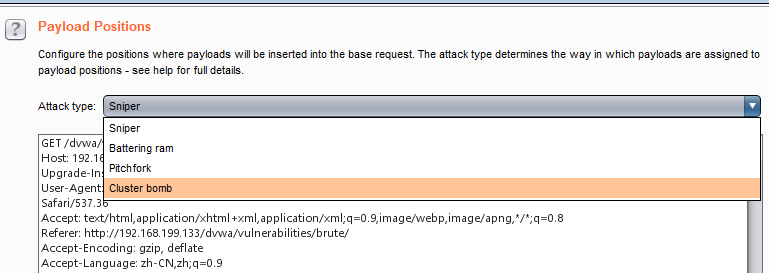 ?
Payload Positions
Configure the positions where payloads will be inserted into the base request. The attack type determines the way in which payloads are assigned to
payload positions - see help for full details.
Attack type: Sniper
Sniper
Battering ram
Pitchfork
Cluster bomb
GET /dvwa/
Host: 192.16
Upgrade-Ins
User-Agent:
Safari/537.36
Accept: text/html,application/xhtml+xml,application/xml;q=0.9,image/webp,image/apng,*/*;q=0.8
Referer: http://192.168.199.133/dvwa/vulnerabilities/brute/
Accept-Encoding: gzip, deflate
Accept-Language: zh-CN,zh;q=0.9